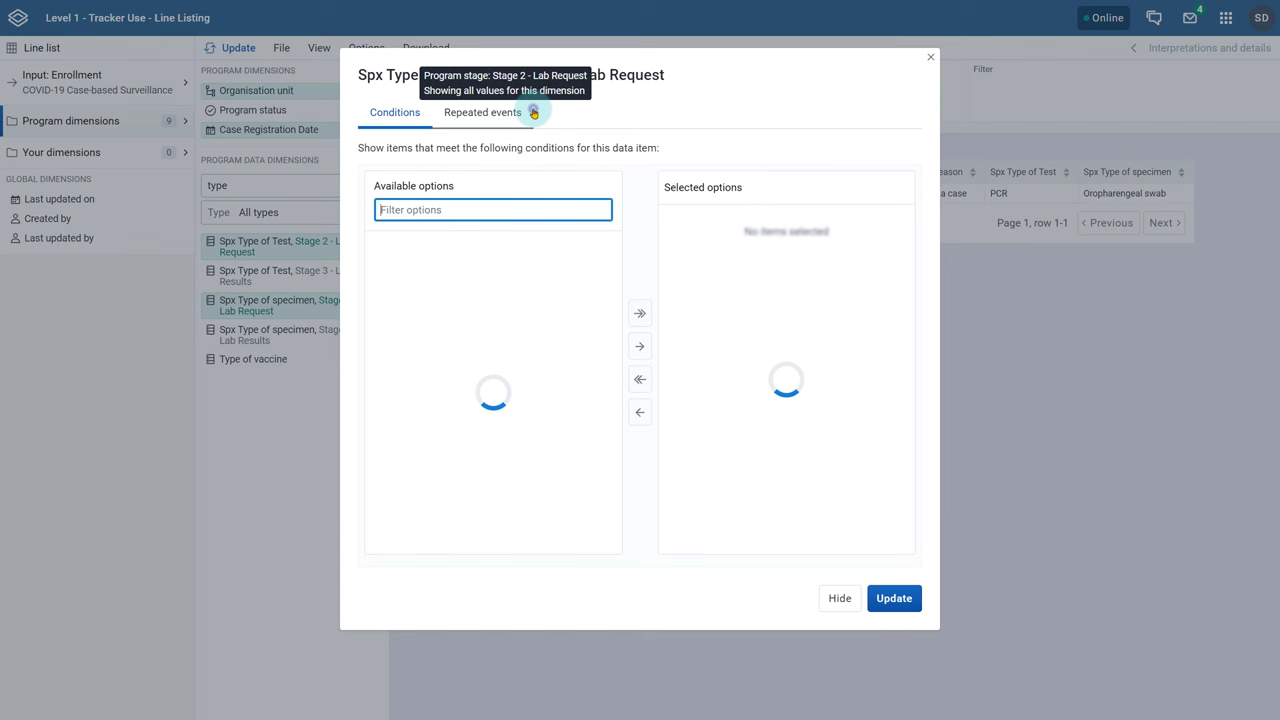 Level 1 - Tracker Use - Line Listing
Online
4
SD
Line list
Update
File
View
Options
Download
Interpretations and details
Input: Enrollment
COVID-19 Case-based Surveillance
Program dimensions
9
Your dimensions
0
GLOBAL DIMENSIONS
Last updated on
Created by
Last updated by
PROGRAM DIMENSIONS
Organisation unit
Program status
Case Registration Date
PROGRAM DATA DIMENSIONS
type
Type All types
Spx Type of Test, Stage 2 - L
Request
Spx Type of Test, Stage 3 - L
Results
Spx Type of specimen, Stag
Lab Request
Spx Type of specimen, Stag
Lab Results
Type of vaccine
Spx Type
ab Request
Program stage: Stage 2 - Lab Request
Showing all values for this dimension
Conditions
Repeated events
Show items that meet the following conditions for this data item:
Available options
Filter options
Selected options
No items selected
Hide
Update
Filter
eason
Spx Type of Test
Spx Type of specimen
a case
PCR
Oropharengeal swab
Page 1, row 1-1
Previous
Next